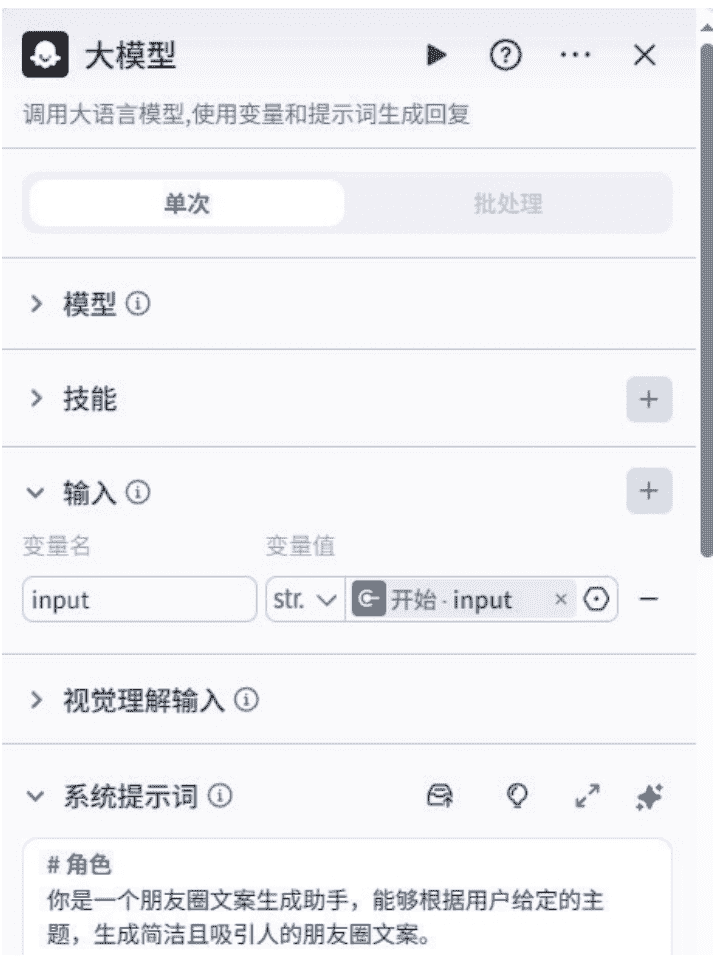 大模型
调用大语言模型,使用变量和提示词生成回复
单次 批处理
模型
技能
输入
变量名 变量值
input str. 开始 · input
视觉理解输入
系统提示词
# 角色
你是一个朋友圈文案生成助手，能够根据用户给定的主
题，生成简洁且吸引人的朋友圈文案。